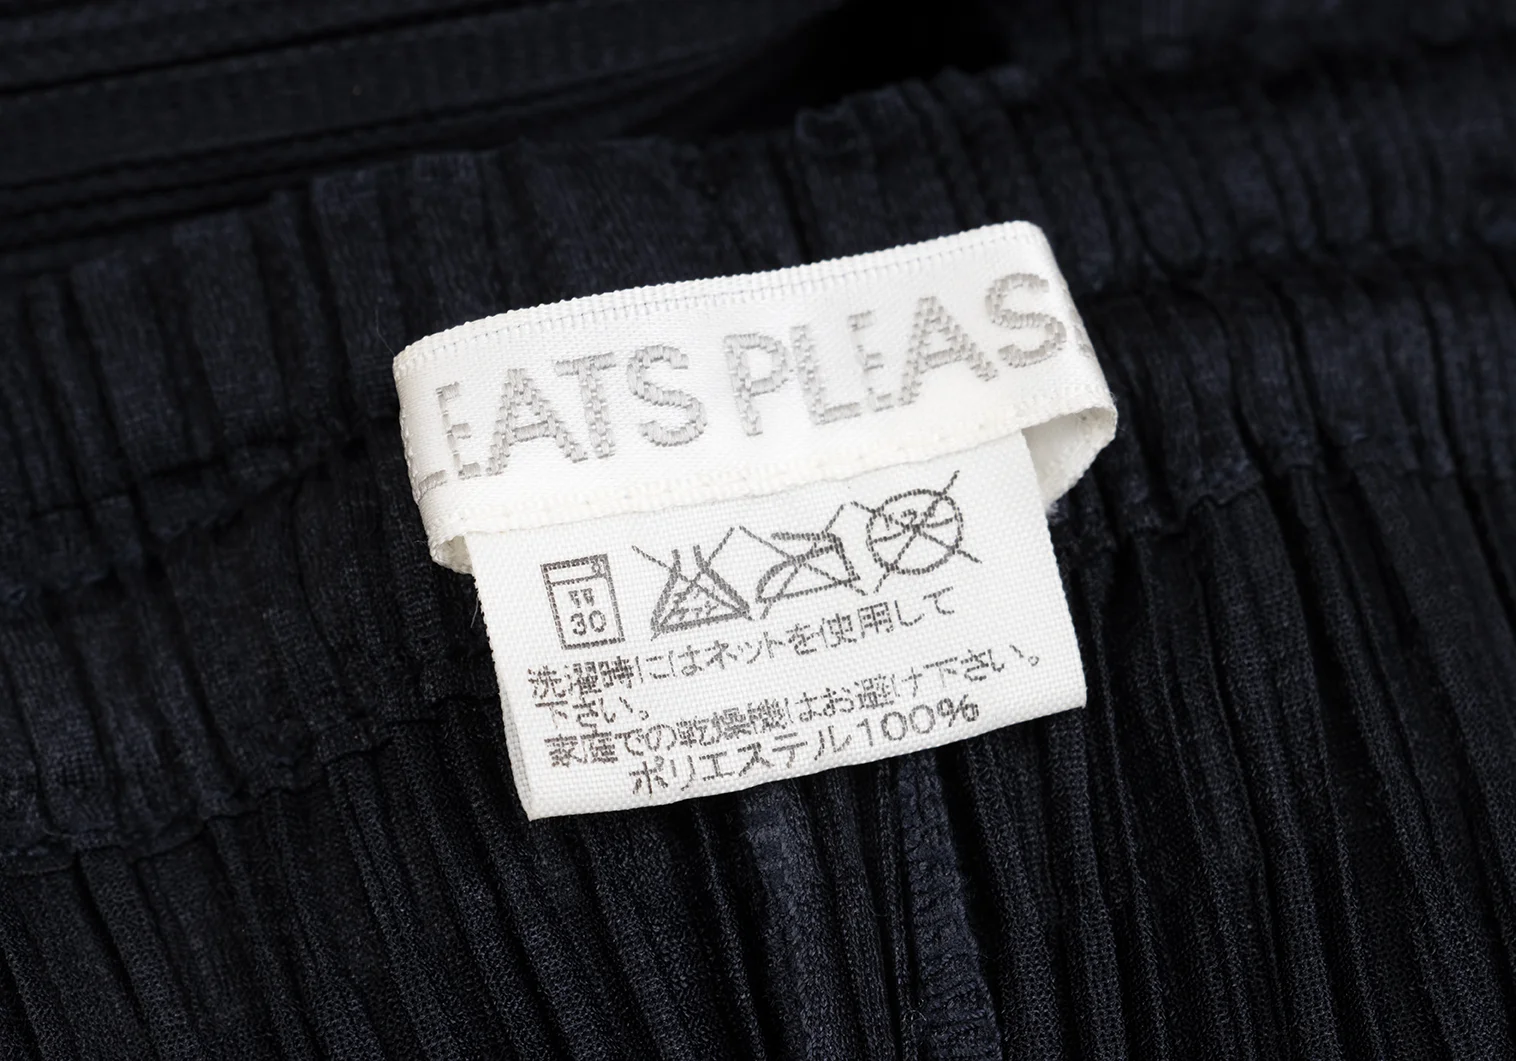 LEATS PLEAS
弱
30
洗濯時にはネットを使用して
下さい。
家庭での乾燥機はお避け下さい。
ポリエステル100%